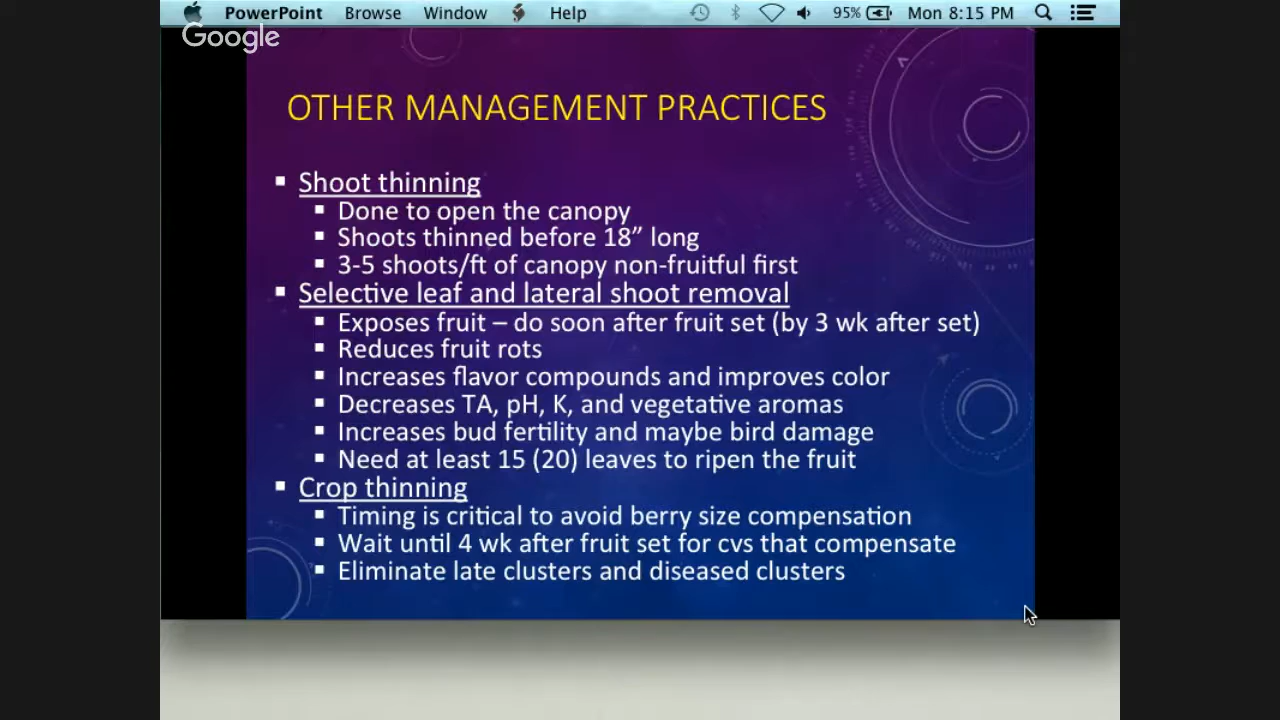 PowerPoint Browse Window Help 95% Mon 8:15 PM
Google
OTHER MANAGEMENT PRACTICES
Shoot thinning
Done to open the canopy
Shoots thinned before 18” long
3-5 shoots/ft of canopy non-fruitful first
Selective leaf and lateral shoot removal
Exposes fruit – do soon after fruit set (by 3 wk after set)
Reduces fruit rots
Increases flavor compounds and improves color
Decreases TA, pH, K, and vegetative aromas
Increases bud fertility and maybe bird damage
Need at least 15 (20) leaves to ripen the fruit
Crop thinning
Timing is critical to avoid berry size compensation
Wait until 4 wk after fruit set for cvs that compensate
Eliminate late clusters and diseased clusters